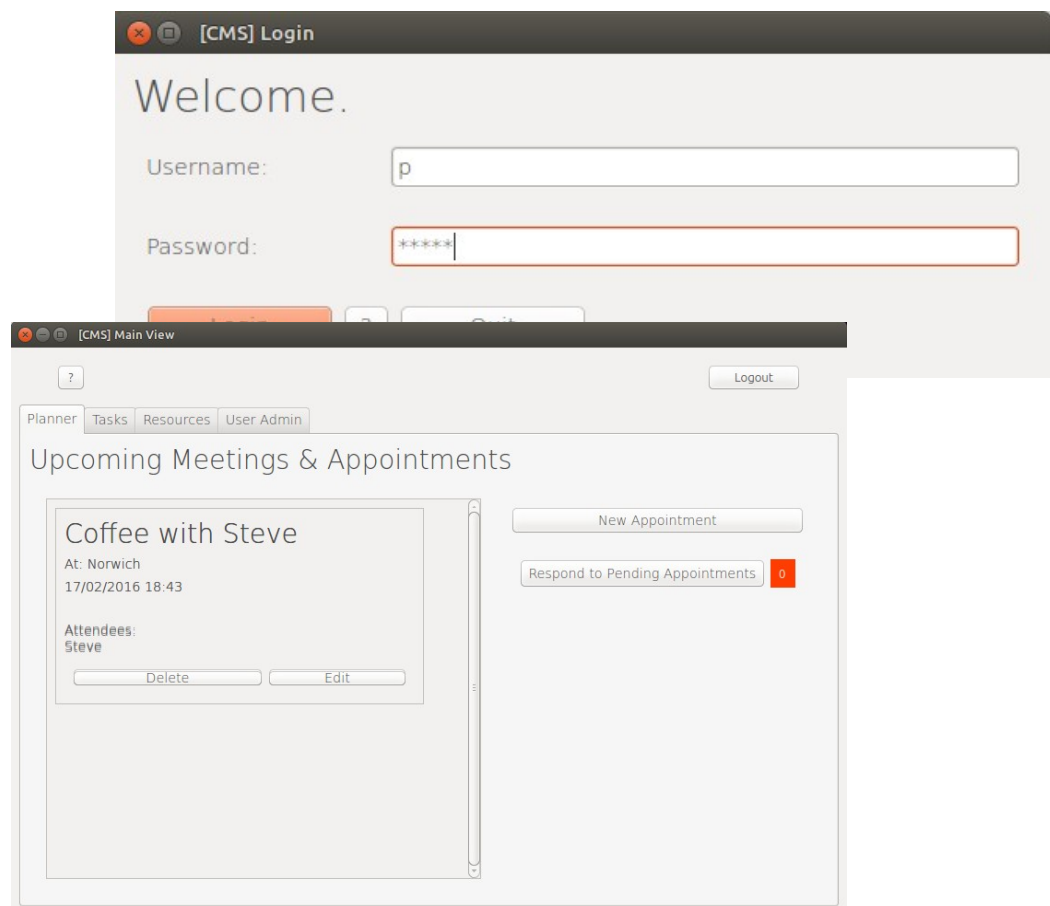 [CMS] Login
Welcome.
Username:
p
Password:
*****
Login ? Quit
[CMS] Main View
? Logout
Planner Tasks Resources User Admin
Upcoming Meetings & Appointments
Coffee with Steve
At: Norwich
17/02/2016 18:43
Attendees:
Steve
Delete Edit
New Appointment
Respond to Pending Appointments 0